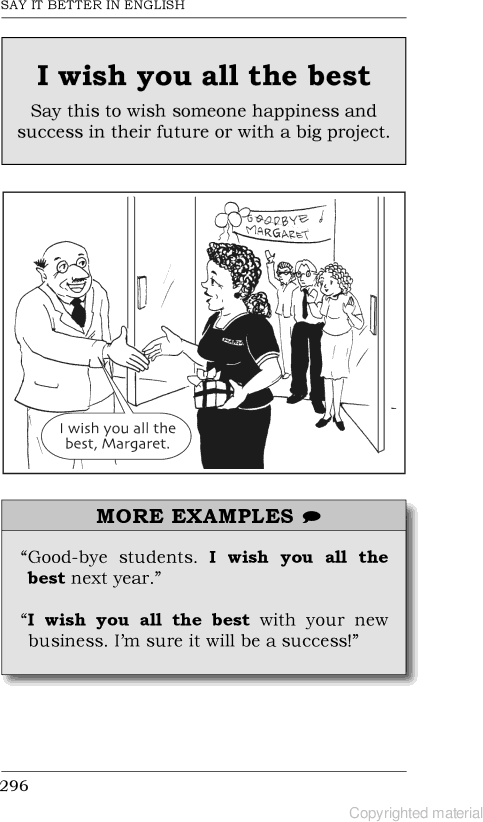 SAY IT BETTER IN ENGLISH
I wish you all the best
Say this to wish someone happiness and
success in their future or with a big project.
GOODBYE !
MARGARET
I wish you all the
best, Margaret.
MORE EXAMPLES
“Good-bye students. I wish you all the
best next year.”
“I wish you all the best with your new
business. I’m sure it will be a success!”
296
Copyrighted material